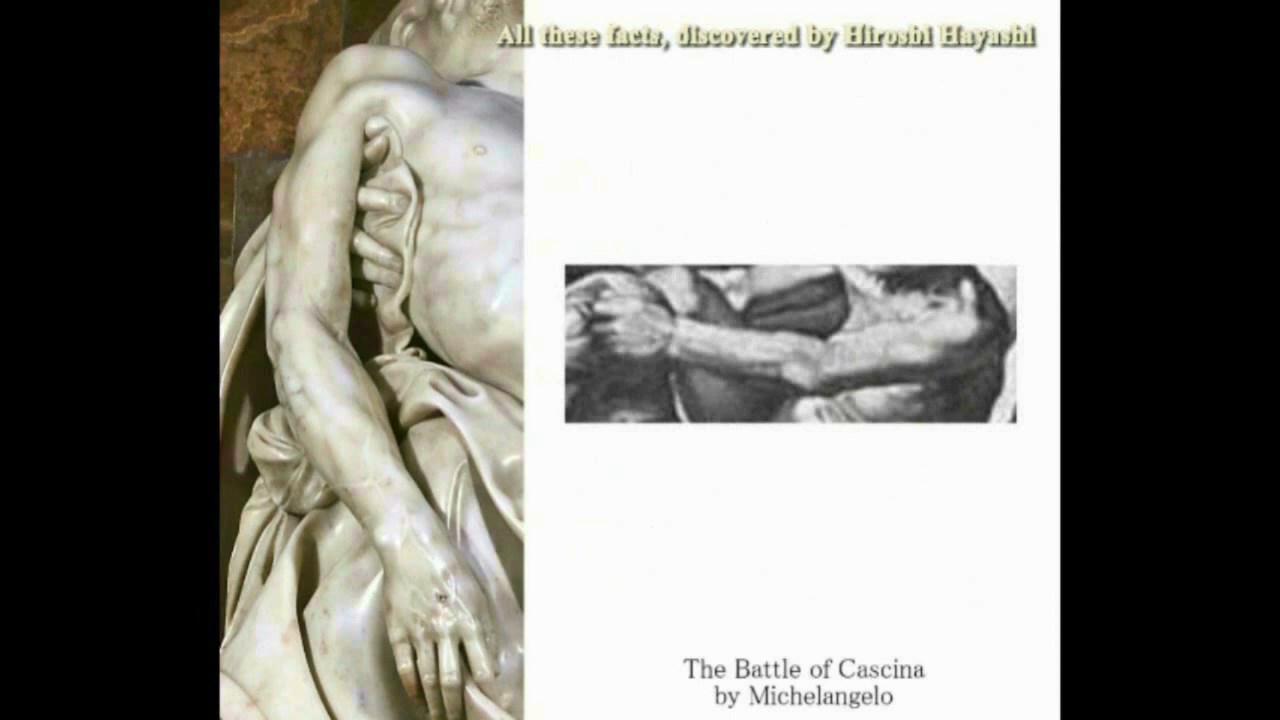 All these facts, discovered by Hiroshi Hayashi
The Battle of Cascina
by Michelangelo